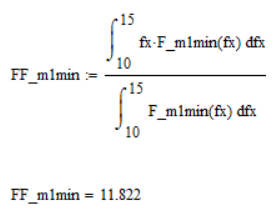 ∫₁₀¹⁵ fx·F_m1min(fx) dfx
FF_m1min :=
∫₁₀¹⁵ F_m1min(fx) dfx
FF_m1min = 11.822